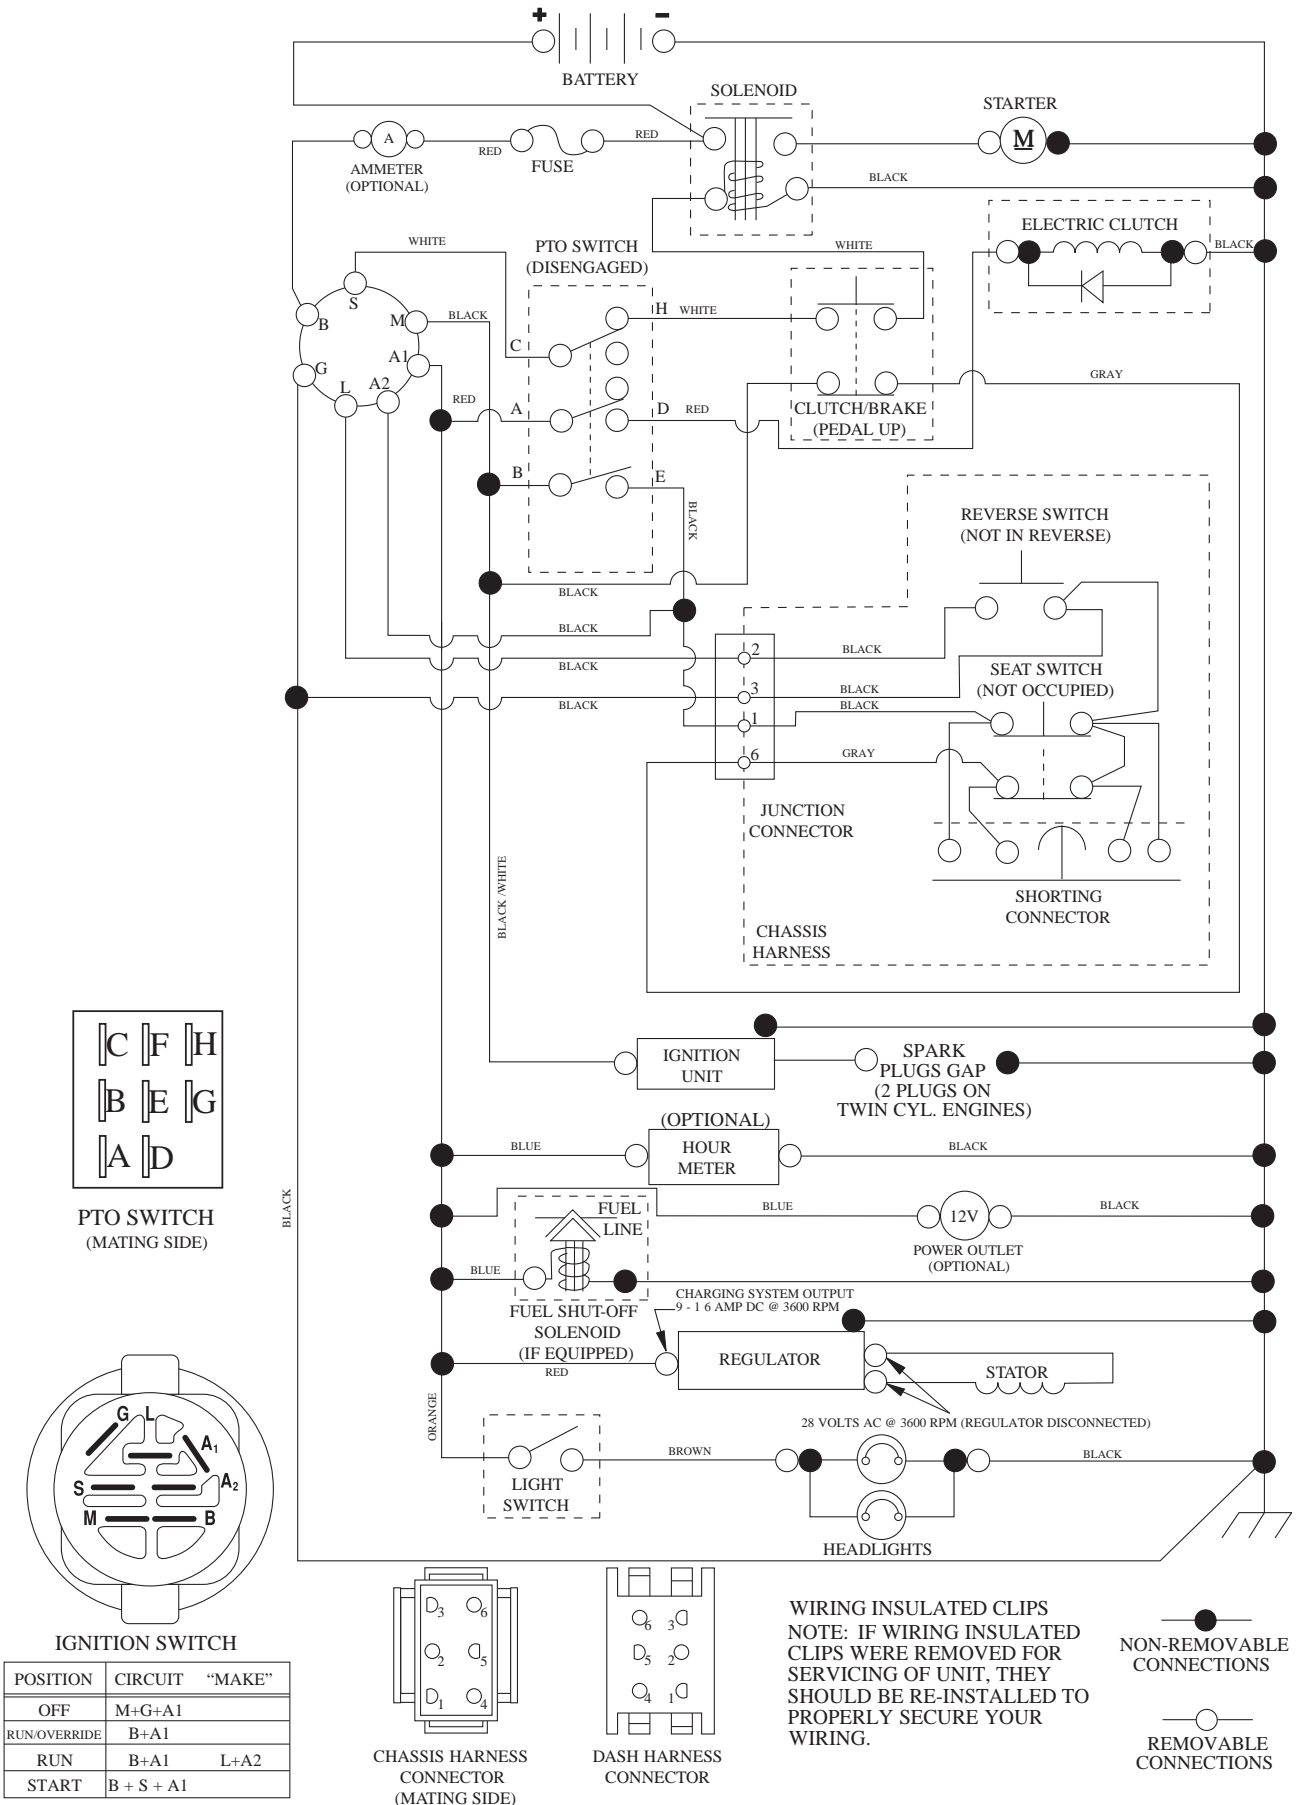 + −
BATTERY
SOLENOID
STARTER
A
RED
FUSE
RED
M
AMMETER
(OPTIONAL)
BLACK
ELECTRIC CLUTCH
BLACK
WHITE
PTO SWITCH
(DISENGAGED)
WHITE
S
B
M
BLACK
H
WHITE
C
G
A1
L
A2
GRAY
RED
A
D
RED
CLUTCH/BRAKE
(PEDAL UP)
B
E
BLACK
REVERSE SWITCH
(NOT IN REVERSE)
BLACK
BLACK
2
BLACK
BLACK
SEAT SWITCH
(NOT OCCUPIED)
3
BLACK
BLACK
BLACK
1
6
GRAY
JUNCTION
CONNECTOR
BLACK /WHITE
SHORTING
CONNECTOR
CHASSIS
HARNESS
C F H
B E G
A D
PTO SWITCH
(MATING SIDE)
BLACK
IGNITION
UNIT
SPARK
PLUGS GAP
(2 PLUGS ON
TWIN CYL. ENGINES)
(OPTIONAL)
BLUE
HOUR
METER
BLACK
FUEL
LINE
BLUE
12V
BLACK
POWER OUTLET
(OPTIONAL)
BLUE
FUEL SHUT-OFF
SOLENOID
(IF EQUIPPED)
CHARGING SYSTEM OUTPUT
9 - 1 6 AMP DC @ 3600 RPM
RED
REGULATOR
STATOR
28 VOLTS AC @ 3600 RPM (REGULATOR DISCONNECTED)
ORANGE
LIGHT
SWITCH
BROWN
BLACK
HEADLIGHTS
G L
A1
S
A2
M B
IGNITION SWITCH
POSITION CIRCUIT “MAKE”
OFF M+G+A1
RUN/OVERRIDE B+A1
RUN B+A1 L+A2
START B + S + A1
3 6
2 5
1 4
CHASSIS HARNESS
CONNECTOR
(MATING SIDE)
6 3
5 2
4 1
DASH HARNESS
CONNECTOR
WIRING INSULATED CLIPS
NOTE: IF WIRING INSULATED
CLIPS WERE REMOVED FOR
SERVICING OF UNIT, THEY
SHOULD BE RE-INSTALLED TO
PROPERLY SECURE YOUR
WIRING.
NON-REMOVABLE
CONNECTIONS
REMOVABLE
CONNECTIONS